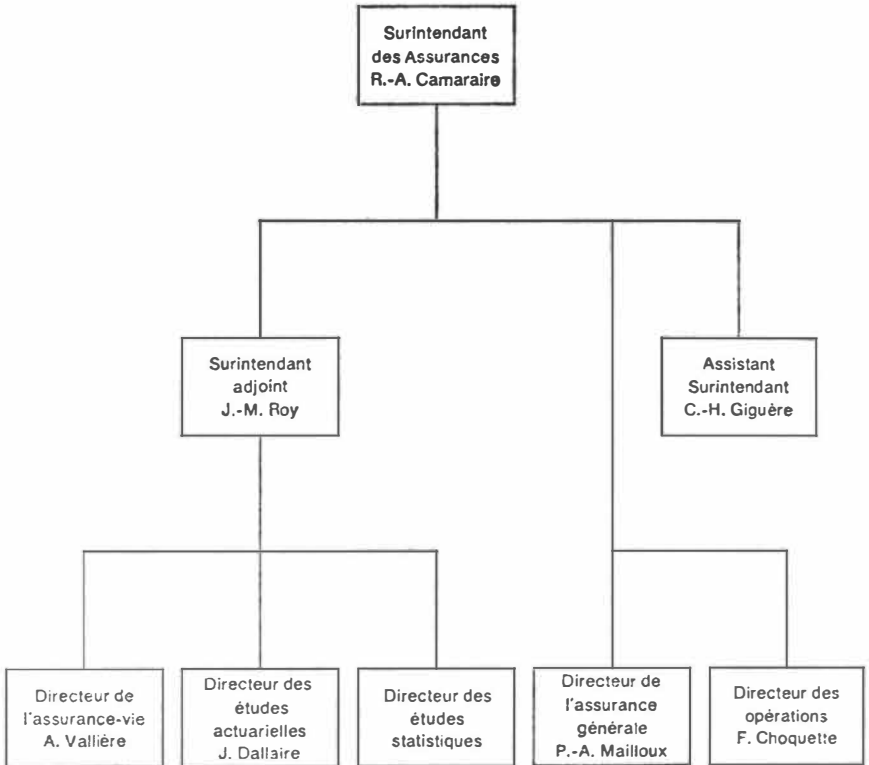 Surintendant
des Assurances
R.-A. Camaraire
Surintendant
adjoint
J.-M. Roy
Assistant
Surintendant
C.-H. Giguère
Directeur de
l'assurance-vie
A. Vallière
Directeur des
études
actuarielles
J. Dallaire
Directeur des
études
statistiques
Directeur de
l'assurance
générale
P.-A. Mailloux
Directeur des
opérations
F. Choquette